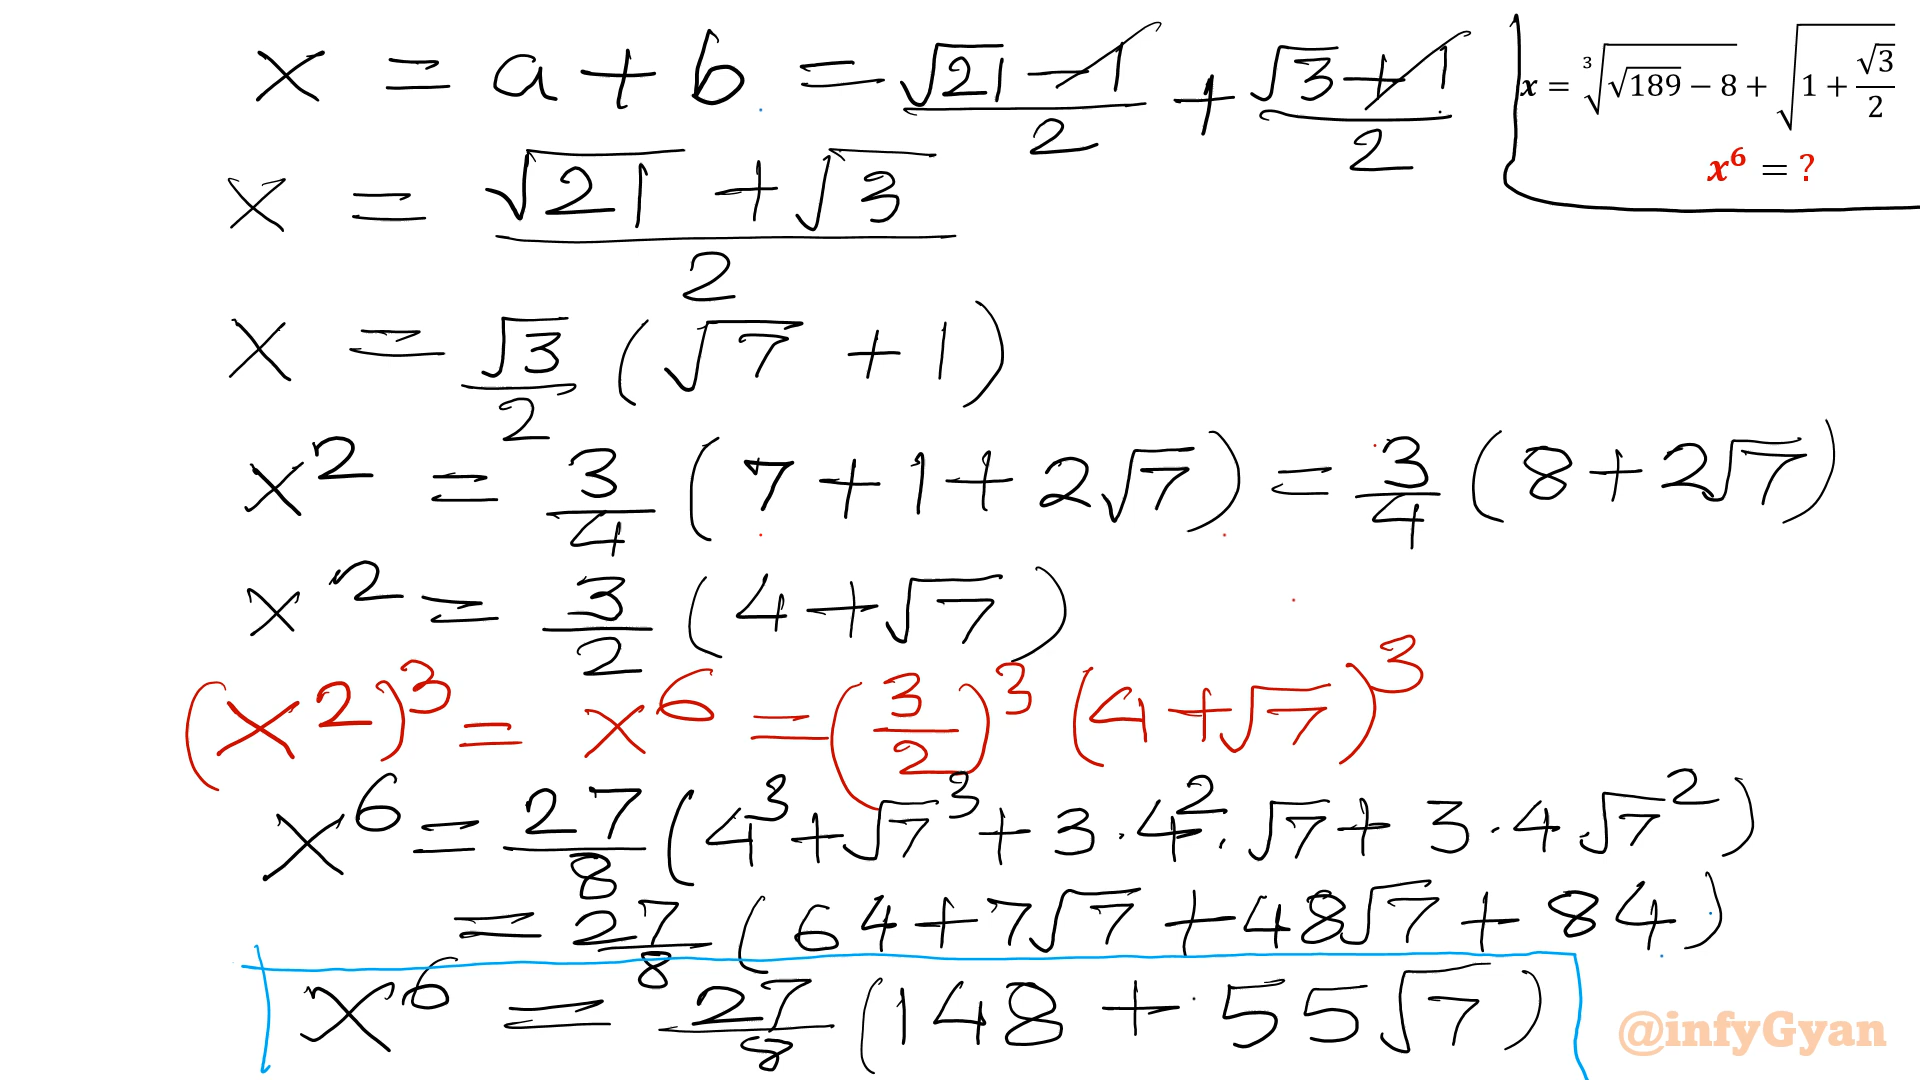 x = a + b = (√21 - 1)/2 + (√3 + 1)/2
x = ∛(√189 − 8) + √(1 + √3/2)
x⁶ = ?
x = (√21 + √3)/2
x = √3/2 (√7 + 1)
x² = 3/4 (7 + 1 + 2√7) = 3/4 (8 + 2√7)
x² = 3/2 (4 + √7)
(x²)³ = x⁶ = (3/2)³ (4 + √7)³
x⁶ = 27/8 (4³ + √7³ + 3·4²·√7 + 3·4√7²)
= 27/8 (64 + 7√7 + 48√7 + 84)
x⁶ = 27/8 (148 + 55√7)
@infyGyan